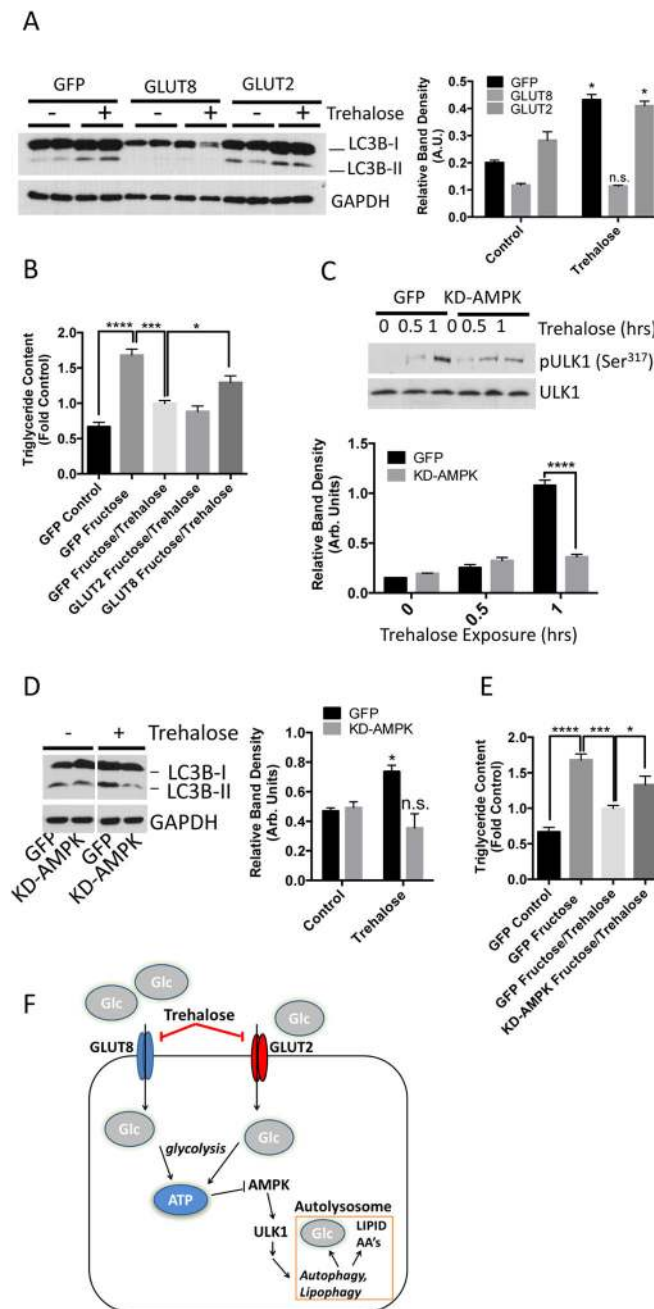 A
GFP GLUT8 GLUT2
- + - + - + Trehalose
LC3B-I
LC3B-II
GAPDH
Relative Band Density
(A.U.)
0.5
0.4
0.3
0.2
0.1
0.0
GFP
GLUT8
GLUT2
* n.s. *
Control Trehalose
B
Triglyceride Content
(Fold Control)
2.0
1.5
1.0
0.5
0.0
**** *** *
GFP Control
GFP Fructose
GFP Fructose/Trehalose
GLUT2 Fructose/Trehalose
GLUT8 Fructose/Trehalose
C
GFP KD-AMPK
0 0.5 1 0 0.5 1 Trehalose (hrs)
pULK1 (Ser317)
ULK1
Relative Band Density
(Arb. Units)
1.5
1.0
0.5
0.0
GFP
KD-AMPK
****
0 0.5 1
Trehalose Exposure (hrs)
D
- + Trehalose
LC3B-I
LC3B-II
GAPDH
GFP
KD-AMPK
GFP
KD-AMPK
Relative Band Density
(Arb. Units)
1.0
0.8
0.6
0.4
0.2
0.0
GFP
KD-AMPK
* n.s.
Control Trehalose
E
Triglyceride Content
(Fold Control)
2.0
1.5
1.0
0.5
0.0
**** *** *
GFP Control
GFP Fructose
GFP Fructose/Trehalose
KD-AMPK Fructose/Trehalose
F
Glc
Glc
Glc
Trehalose
GLUT8 GLUT2
Glc
Glc
glycolysis
ATP
AMPK
ULK1
Autolysosome
Glc
LIPID
AA's
Autophagy,
Lipophagy